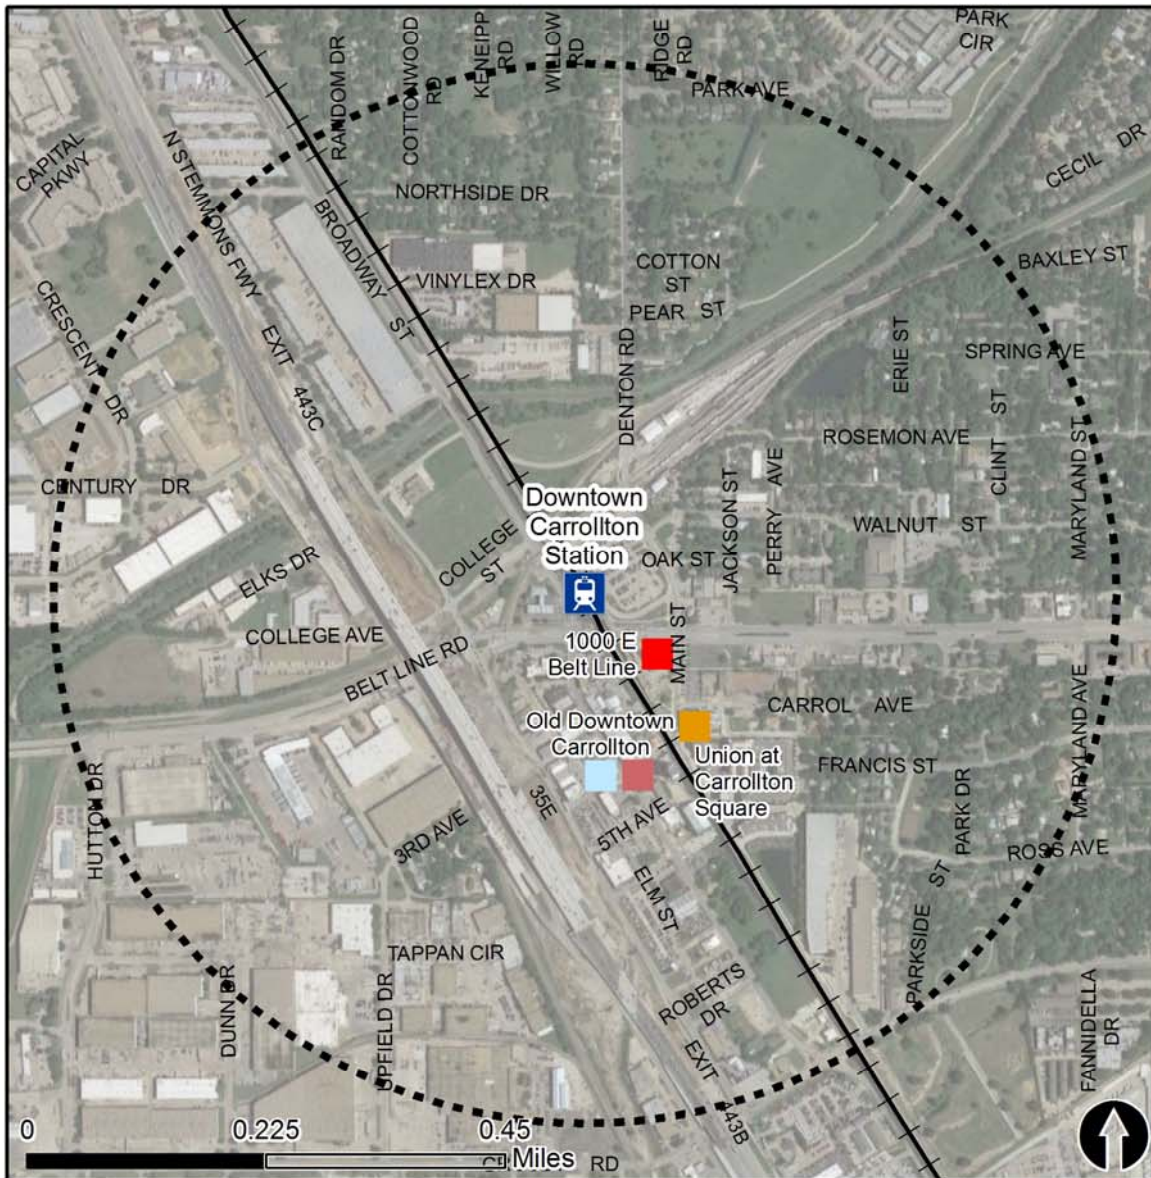 PARK
CIR
RANDOM DR
COTTONWOOD
RD
KENEIPP
RD
WILLOW
RD
RIDGE
RD
PARK AVE
CAPITAL
PKWY
N STEMMONS FWY
CECIL DR
NORTHSIDE DR
BROADWAY
ST
COTTON
ST
BAXLEY ST
VINYLEX DR
PEAR ST
CRESCENT DR
EXIT 443C
DENTON RD
ERIE ST
SPRING AVE
CLINT ST
MARYLAND ST
ROSEMON AVE
CENTURY DR
Downtown
Carrollton
Station
JACKSON ST
PERRY AVE
WALNUT ST
COLLEGE
ST
OAK ST
ELKS DR
COLLEGE AVE
BELT LINE RD
1000 E
Belt Line
MAIN ST
CARROL AVE
MARYLAND AVE
Old Downtown
Carrollton
Union at
Carrollton
Square
FRANCIS ST
HUTTON DR
35E
3RD AVE
5TH AVE
PARK DR
ROSS AVE
ELM ST
PARKSIDE ST
TAPPAN CIR
ROBERTS
DR
DUNN DR
UPFIELD DR
EXIT 443B
FANNIDELLA
DR
0 0.225 0.45
Miles
RD